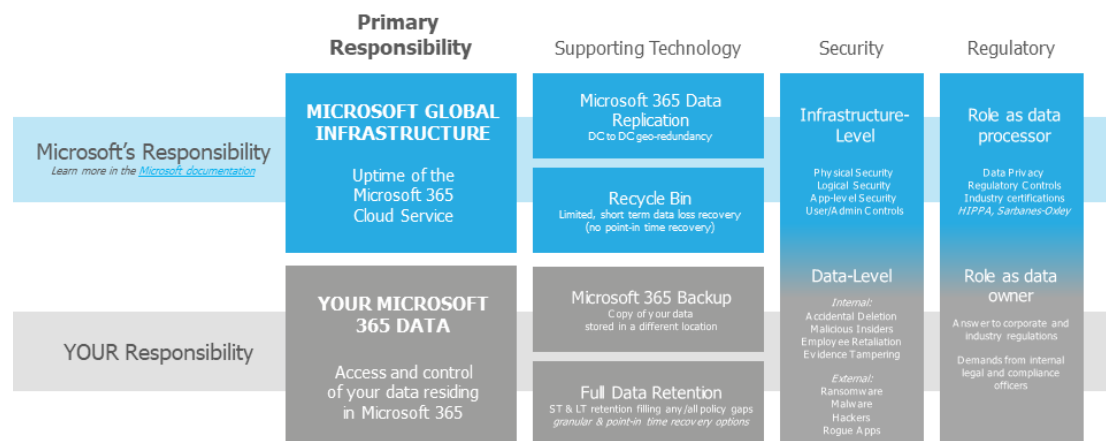 Primary
Responsibility
Supporting Technology
Security
Regulatory
Microsoft's Responsibility
Learn more in the Microsoft documentation
MICROSOFT GLOBAL
INFRASTRUCTURE
Uptime of the
Microsoft 365
Cloud Service
Microsoft 365 Data
Replication
DC to DC geo-redundancy
Recycle Bin
Limited, short term data loss recovery
(no point-in time recovery)
Infrastructure-
Level
Physical Security
Logical Security
App-level Security
User/Admin Controls
Role as data
processor
Data Privacy
Regulatory Controls
Industry certifications
HIPPA, Sarbanes-Oxley
YOUR Responsibility
YOUR MICROSOFT
365 DATA
Access and control
of your data residing
in Microsoft 365
Microsoft 365 Backup
Copy of your data
stored in a different location
Full Data Retention
ST & LT retention filling any/all policy gaps
granular & point-in time recovery options
Data-Level
Internal:
Accidental Deletion
Malicious Insiders
Employee Retaliation
Evidence Tampering
External:
Ransomware
Malware
Hackers
Rogue Apps
Role as data
owner
Answer to corporate and
industry regulations
Demands from internal
legal and compliance
officers